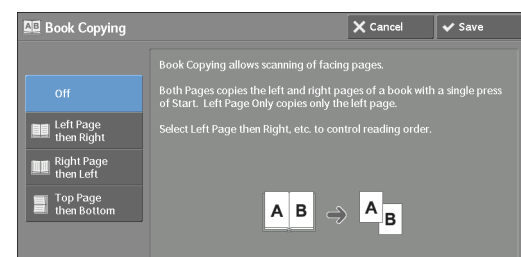 AB Book Copying
Cancel
Save
Off
Left Page
then Right
Right Page
then Left
Top Page
then Bottom
Book Copying allows scanning of facing pages.
Both Pages copies the left and right pages of a book with a single press
of Start. Left Page Only copies only the left page.
Select Left Page then Right, etc. to control reading order.
A B A
B